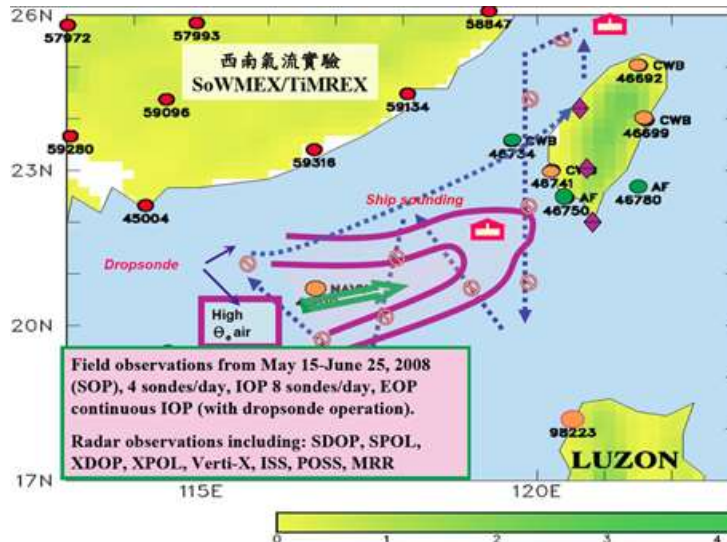 58847
57972
57993
西南氣流實驗
SoWMEX/TiMREX
CWB
46692
59096
59134
CWB
46699
59280
59316
CWB
46734
23N
46741
AF
46750
AF
46780
45004
Ship sounding
Dropsonde
High
Θe air
20N
Field observations from May 15-June 25, 2008
(SOP), 4 sondes/day, IOP 8 sondes/day, EOP
continuous IOP (with dropsonde operation).
Radar observations including: SDOP, SPOL,
XDOP, XPOL, Verti-X, ISS, POSS, MRR
98223
LUZON
17N
115E
120E
0
1
2
3
4